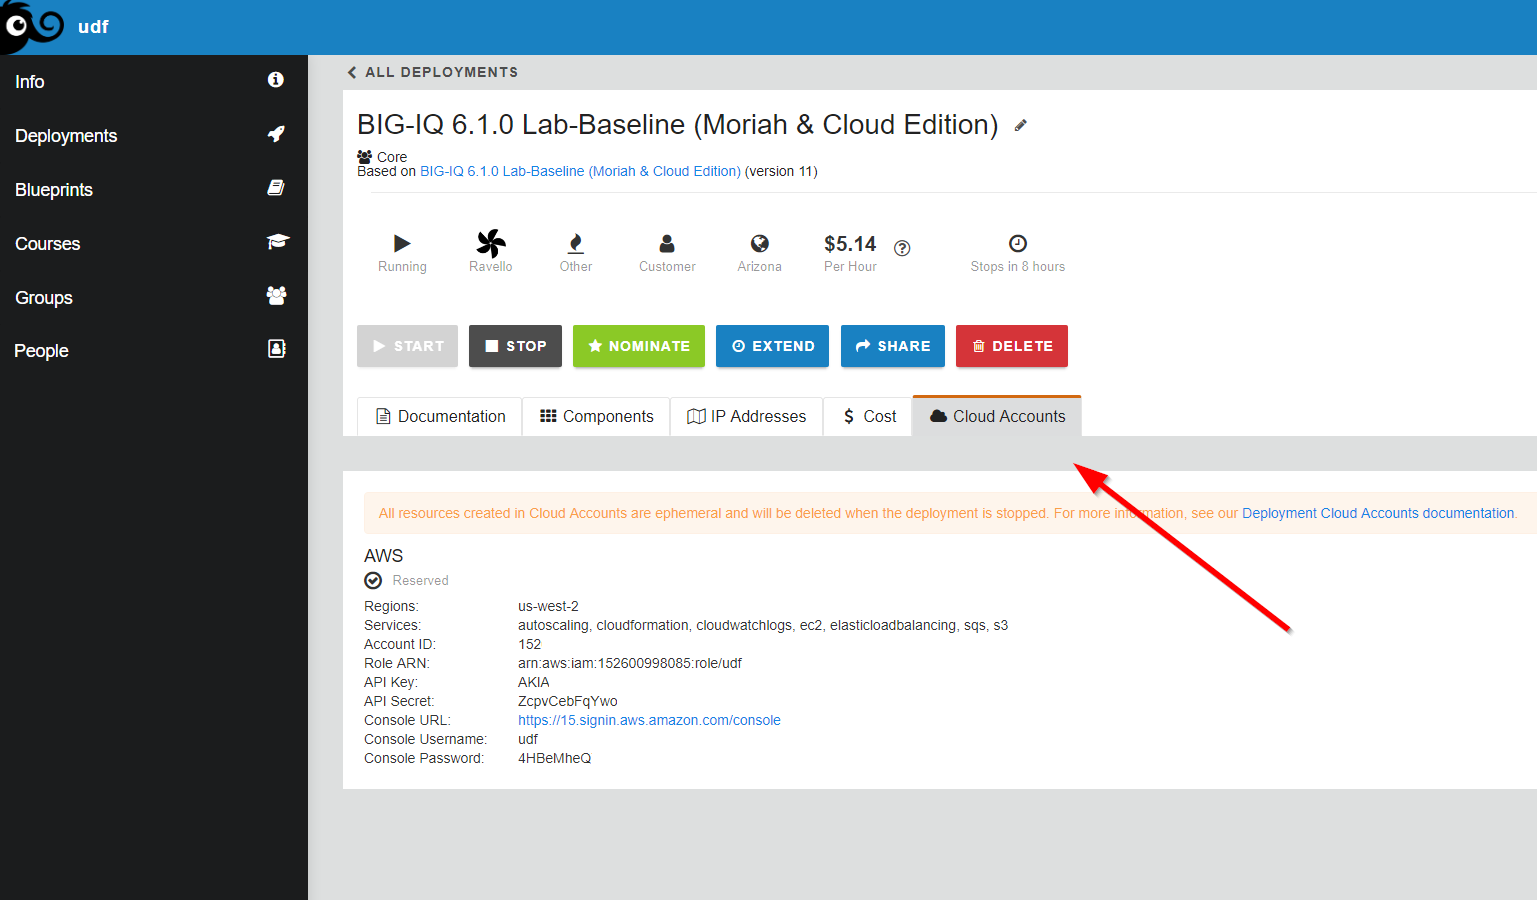 udf
Info
Deployments
Blueprints
Courses
Groups
People
ALL DEPLOYMENTS
BIG-IQ 6.1.0 Lab-Baseline (Moriah & Cloud Edition)
Core
Based on BIG-IQ 6.1.0 Lab-Baseline (Moriah & Cloud Edition) (version 11)
$5.14
Running Ravello Other Customer Arizona Per Hour Stops in 8 hours
START STOP NOMINATE EXTEND SHARE DELETE
Documentation Components IP Addresses Cost Cloud Accounts
All resources created in Cloud Accounts are ephemeral and will be deleted when the deployment is stopped. For more information, see our Deployment Cloud Accounts documentation.
AWS
Reserved
Regions: us-west-2
Services: autoscaling, cloudformation, cloudwatchlogs, ec2, elasticloadbalancing, sqs, s3
Account ID: 152
Role ARN: arn:aws:iam:152600998085:role/udf
API Key: AKIA
API Secret: ZcpvCebFqYwo
Console URL: https://15.signin.aws.amazon.com/console
Console Username: udf
Console Password: 4HBeMheQ